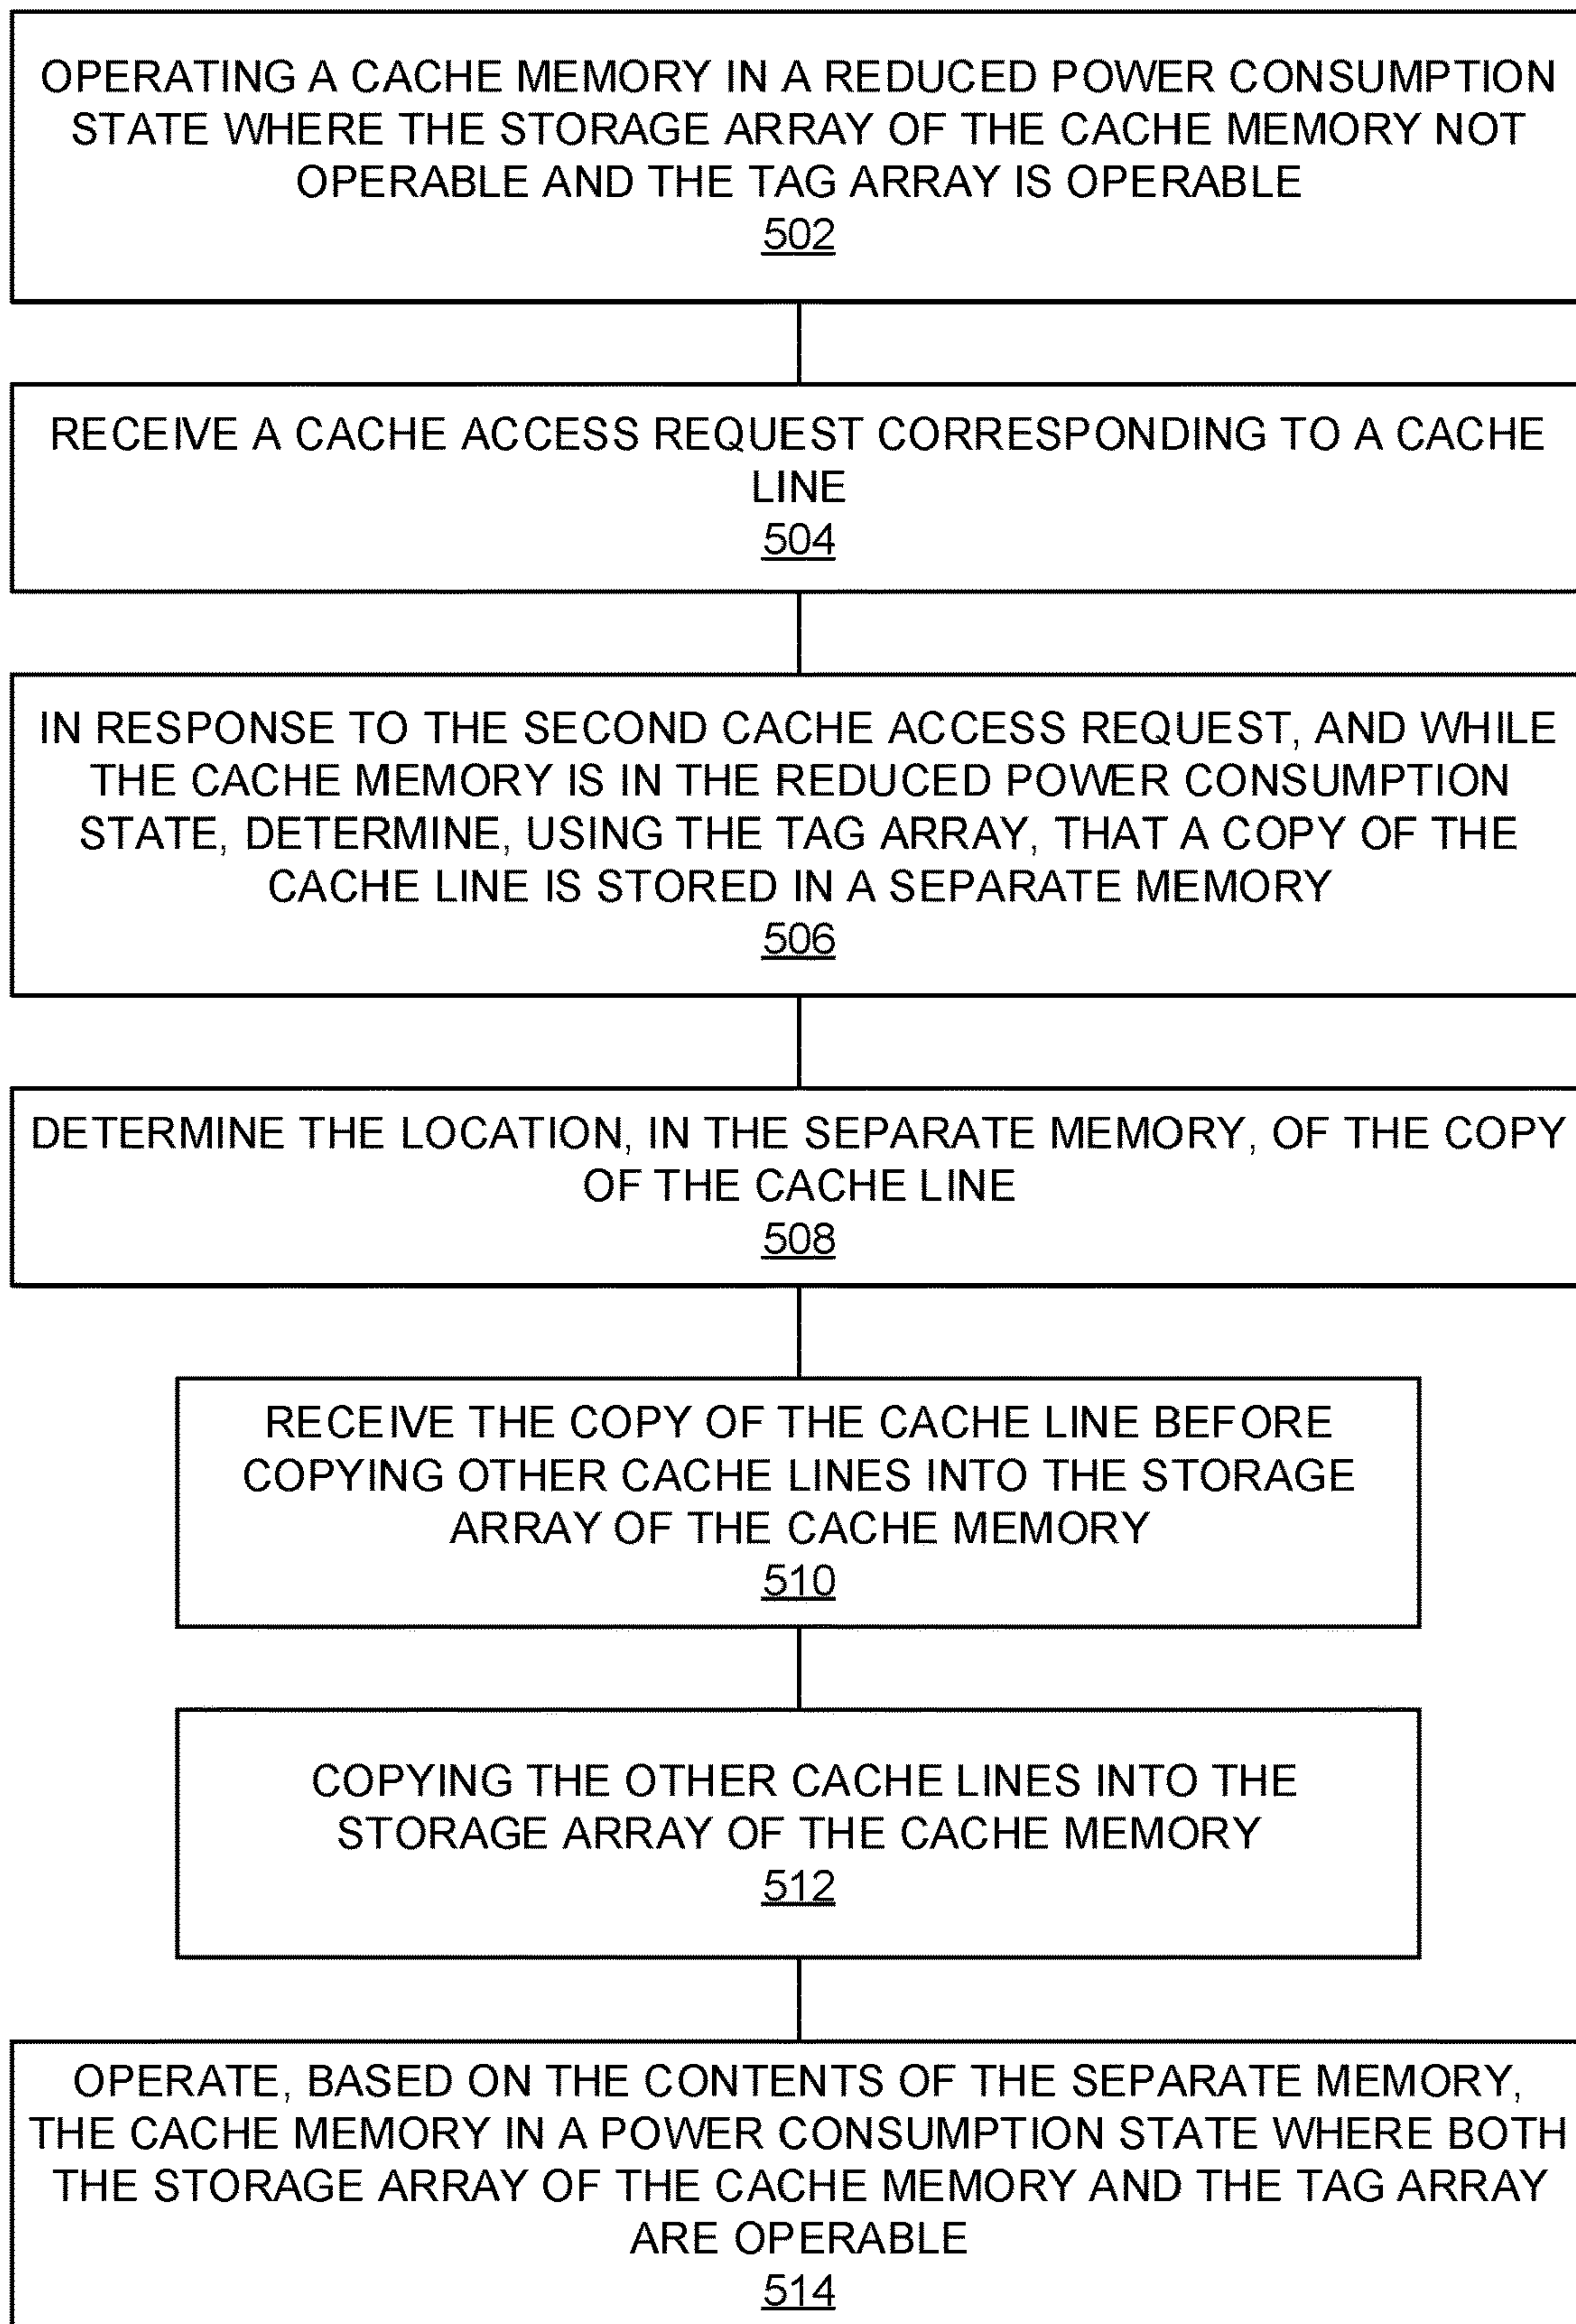 OPERATING A CACHE MEMORY IN A REDUCED POWER CONSUMPTION
STATE WHERE THE STORAGE ARRAY OF THE CACHE MEMORY NOT
OPERABLE AND THE TAG ARRAY IS OPERABLE
502
RECEIVE A CACHE ACCESS REQUEST CORRESPONDING TO A CACHE
LINE
504
IN RESPONSE TO THE SECOND CACHE ACCESS REQUEST, AND WHILE
THE CACHE MEMORY IS IN THE REDUCED POWER CONSUMPTION
STATE, DETERMINE, USING THE TAG ARRAY, THAT A COPY OF THE
CACHE LINE IS STORED IN A SEPARATE MEMORY
506
DETERMINE THE LOCATION, IN THE SEPARATE MEMORY, OF THE COPY
OF THE CACHE LINE
508
RECEIVE THE COPY OF THE CACHE LINE BEFORE
COPYING OTHER CACHE LINES INTO THE STORAGE
ARRAY OF THE CACHE MEMORY
510
COPYING THE OTHER CACHE LINES INTO THE
STORAGE ARRAY OF THE CACHE MEMORY
512
OPERATE, BASED ON THE CONTENTS OF THE SEPARATE MEMORY,
THE CACHE MEMORY IN A POWER CONSUMPTION STATE WHERE BOTH
THE STORAGE ARRAY OF THE CACHE MEMORY AND THE TAG ARRAY
ARE OPERABLE
514